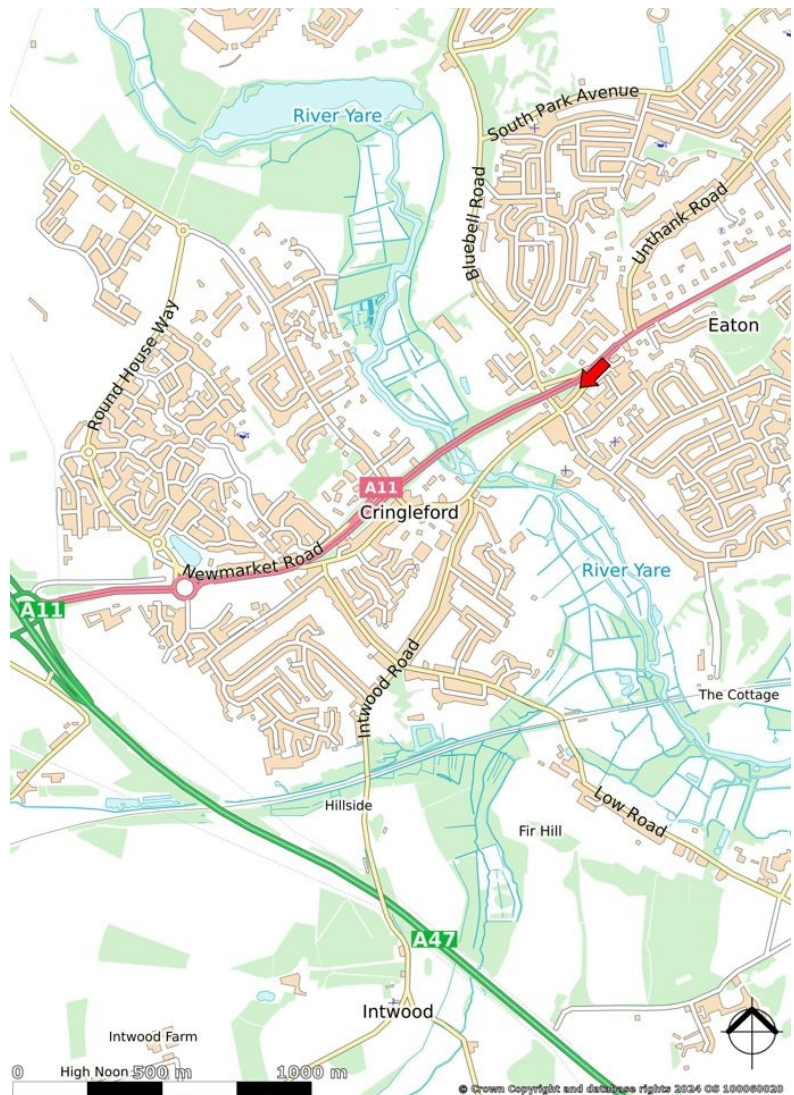 River Yare
South Park Avenue
Bluebell Road
Unthank Road
Eaton
Round House Way
A11
Cringleford
Newmarket Road
River Yare
A11
Intwood Road
The Cottage
Hillside
Low Road
Fir Hill
A47
Intwood
Intwood Farm
High Noon
0 500 m 1000 m
© Crown Copyright and database rights 2024 OS 100060020